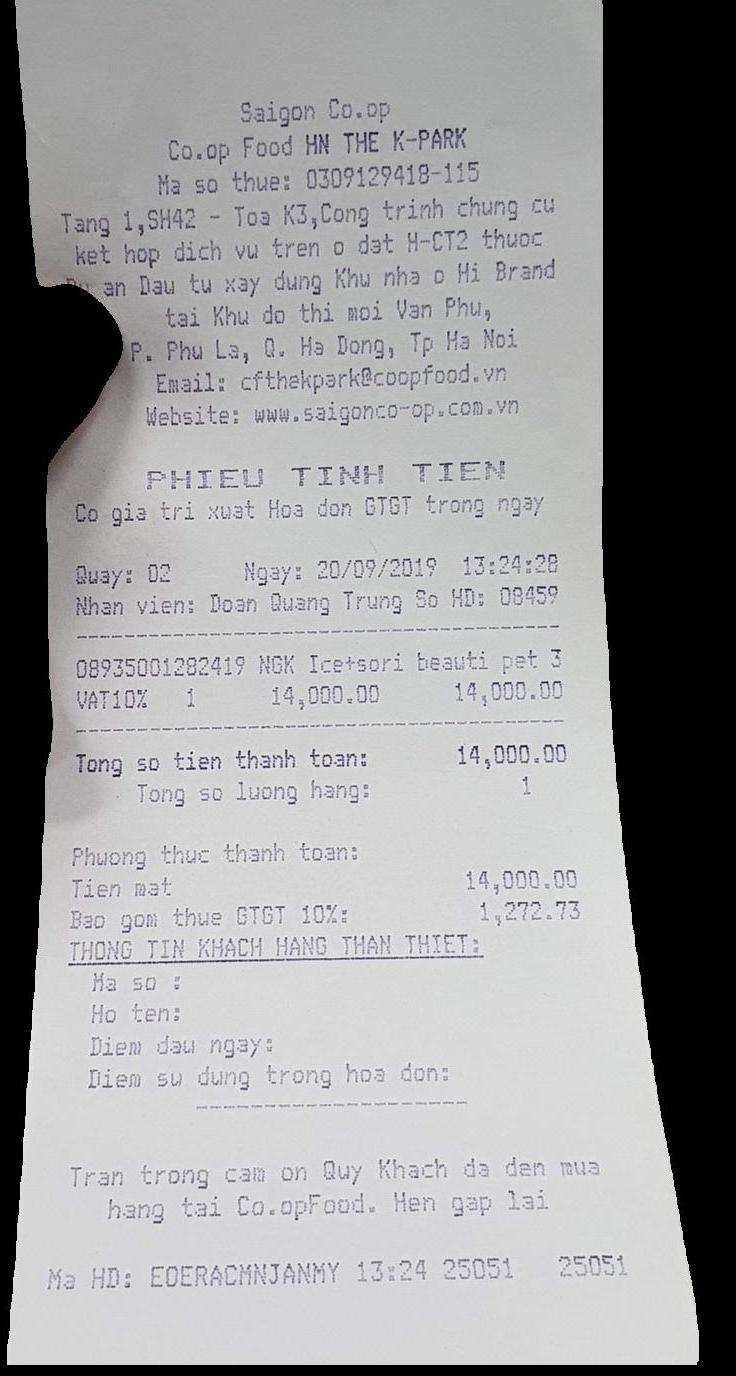 Saigon Co.op
Co.op Food HN THE K-PARK
Ma so thue: 0309129418-115
Tang 1,SH42 - Toa K3,Cong trinh chung cu
ket hop dich vu tren o dat H-CT2 thuoc
an Dau tu xay dung Khu nha o Hi Brand
tai Khu do thi moi Van Phu,
P. Phu La, Q. Ha Dong, Tp Ha Noi
Email: cfthekpark@coopfood.vn
Website: www.saigonco-op.com.vn
PHIEU TINH TIEN
Co gia tri xuat Hoa don GTGT trong ngay
Quay: 02 Ngay: 20/09/2019 13:24:28
Nhan vien: Doan Quang Trung So HD: 08459
08935001282419 NGK Ice+sori beauti pet 3
VAT10% 1 14,000.00 14,000.00
Tong so tien thanh toan: 14,000.00
Tong so luong hang: 1
Phuong thuc thanh toan:
Tien mat 14,000.00
Bao gom thue GTGT 10%: 1,272.73
THONG TIN KHACH HANG THAN THIET:
Ma so :
Ho ten:
Diem dau ngay:
Diem su dung trong hoa don:
Tran trong cam on Quy Khach da den mua
hang tai Co.opFood. Hen gap lai
Ma HD: EOERACMNJANMY 13:24 25051 25051